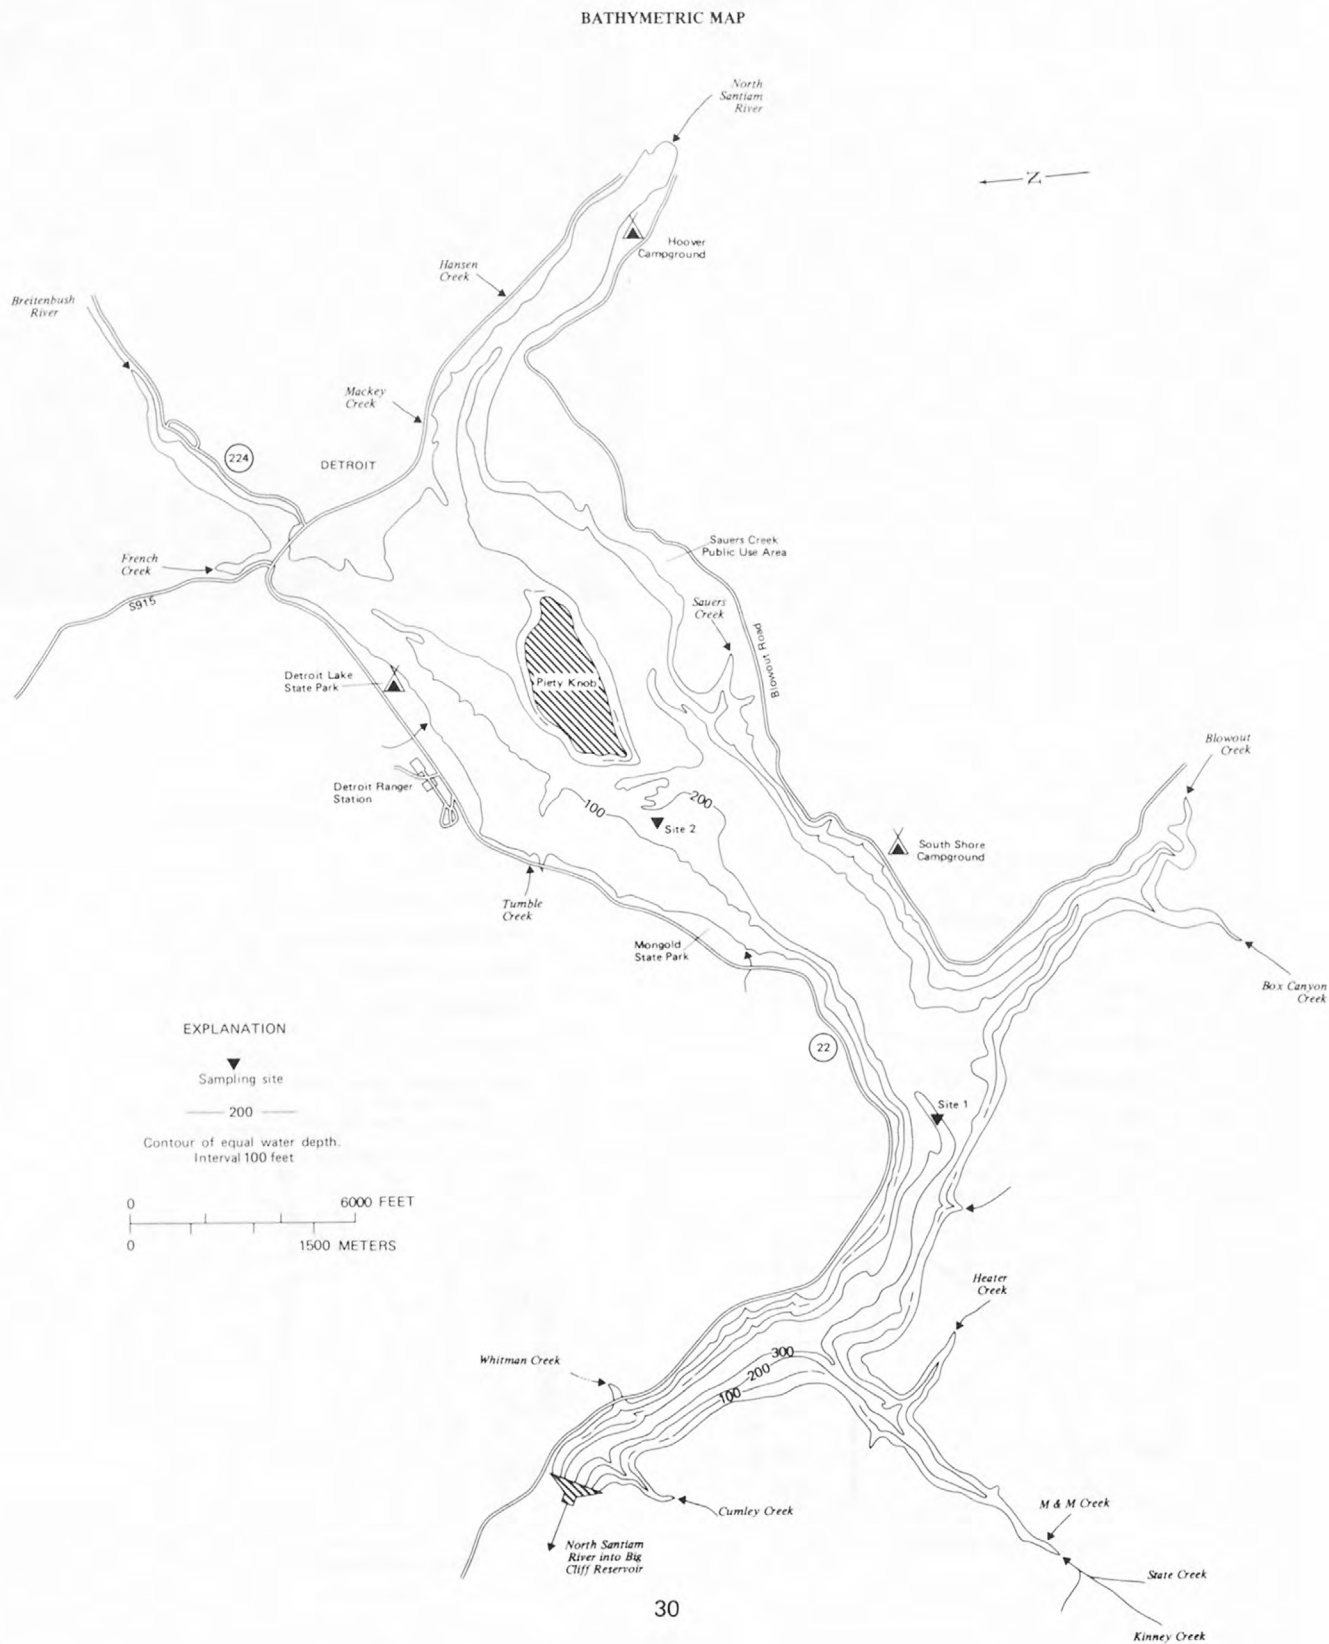 BATHYMETRIC MAP
North
Santiam
River
N
Hoover
Campground
Hansen
Creek
Breitenbush
River
Mackey
Creek
224
DETROIT
Sauers Creek
Public Use Area
French
Creek
S915
Sauers
Creek
Blowout Road
Detroit Lake
State Park
Piety Knob
Blowout
Creek
Detroit Ranger
Station
100
200
Site 2
South Shore
Campground
Tumble
Creek
Mongold
State Park
Box Canyon
Creek
EXPLANATION
Sampling site
200
Contour of equal water depth.
Interval 100 feet
0 6000 FEET
0 1500 METERS
22
Site 1
Heater
Creek
Whitman Creek
300
200
100
Cumley Creek
M & M Creek
North Santiam
River into Big
Cliff Reservoir
State Creek
Kinney Creek
30